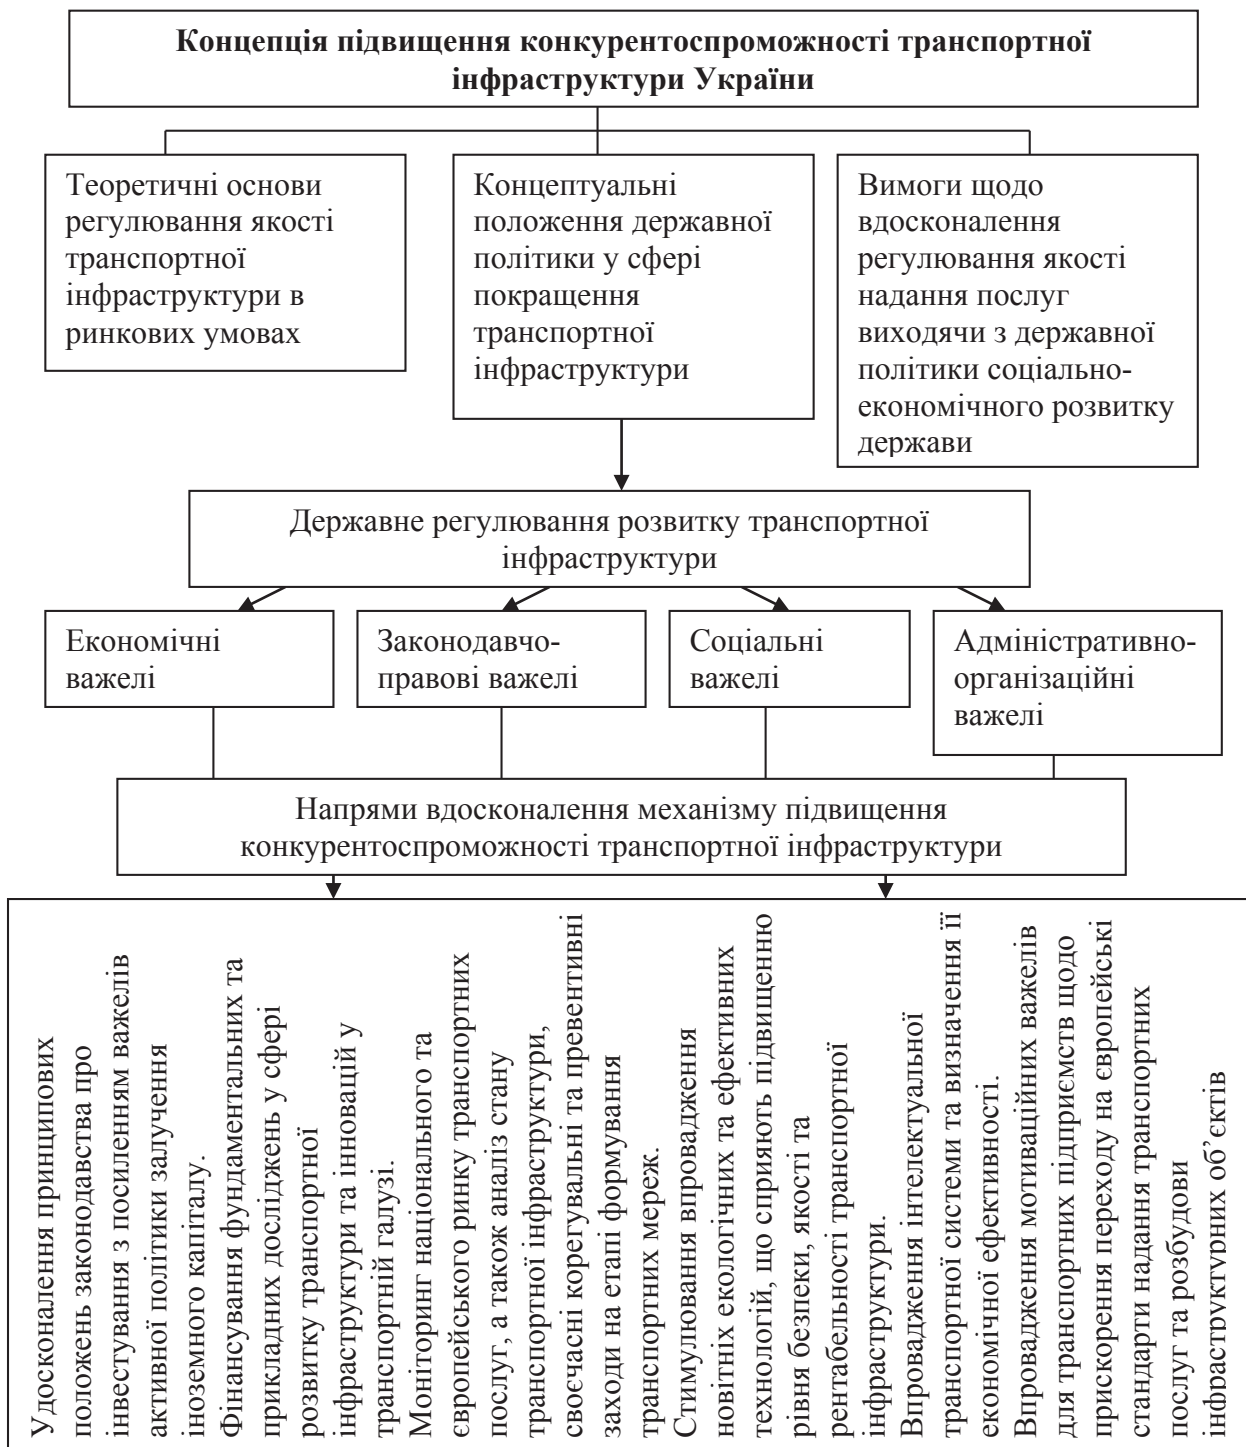 Концепція підвищення конкурентоспроможності транспортної
інфраструктури України
Теоретичні основи
регулювання якості
транспортної
інфраструктури в
ринкових умовах
Концептуальні
положення державної
політики у сфері
покращення
транспортної
інфраструктури
Вимоги щодо
вдосконалення
регулювання якості
надання послуг
виходячи з державної
політики соціально-
економічного розвитку
держави
Державне регулювання розвитку транспортної
інфраструктури
Економічні
важелі
Законодавчо-
правові важелі
Соціальні
важелі
Адміністративно-
організаційні
важелі
Напрями вдосконалення механізму підвищення
конкурентоспроможності транспортної інфраструктури
Удосконалення принципових
положень законодавства про
інвестування з посиленням важелів
активної політики залучення
іноземного капіталу.
Фінансування фундаментальних та
прикладних досліджень у сфері
розвитку транспортної
інфраструктури та інновацій у
транспортній галузі.
Моніторинг національного та
європейського ринку транспортних
послуг, а також аналіз стану
транспортної інфраструктури,
своєчасні корегувальні та превентивні
заходи на етапі формування
транспортних мереж.
Стимулювання впровадження
новітніх екологічних та ефективних
технологій, що сприяють підвищенню
рівня безпеки, якості та
рентабельності транспортної
інфраструктури.
Впровадження інтелектуальної
транспортної системи та визначення її
економічної ефективності.
Впровадження мотиваційних важелів
для транспортних підприємств щодо
прискорення переходу на європейські
стандарти надання транспортних
послуг та розбудови
інфраструктурних об’єктів